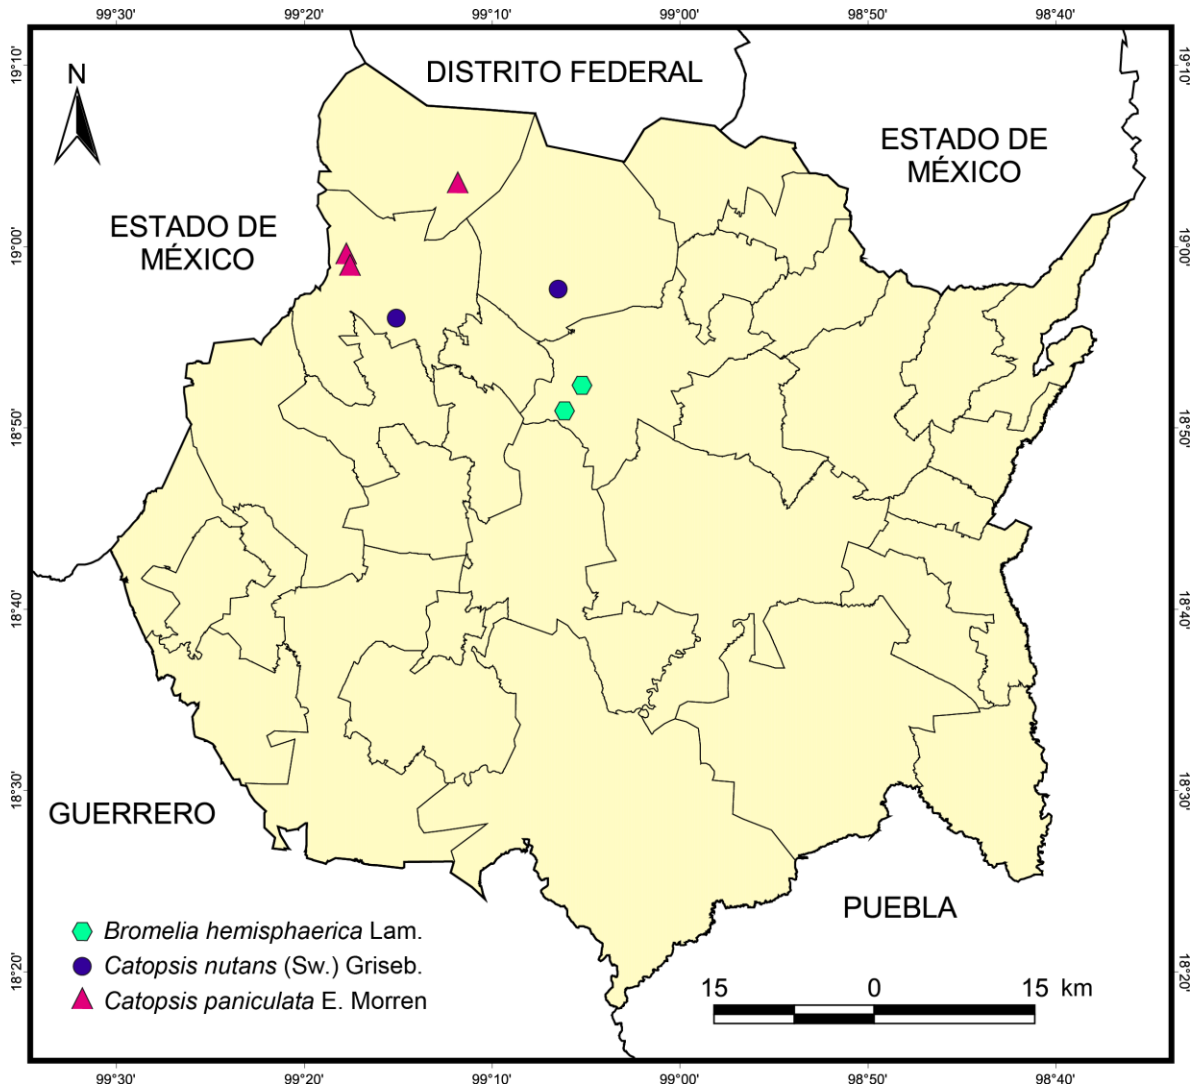 99°30' 99°20' 99°10' 99°00' 98°50' 98°40'
19°10' 19°10'
N
DISTRITO FEDERAL
ESTADO DE
MÉXICO
ESTADO DE
MÉXICO
19°00' 19°00'
18°50' 18°50'
18°40' 18°40'
18°30' 18°30'
GUERRERO
PUEBLA
Bromelia hemisphaerica Lam.
Catopsis nutans (Sw.) Griseb.
Catopsis paniculata E. Morren
18°20' 18°20'
15 0 15 km
99°30' 99°20' 99°10' 99°00' 98°50' 98°40'